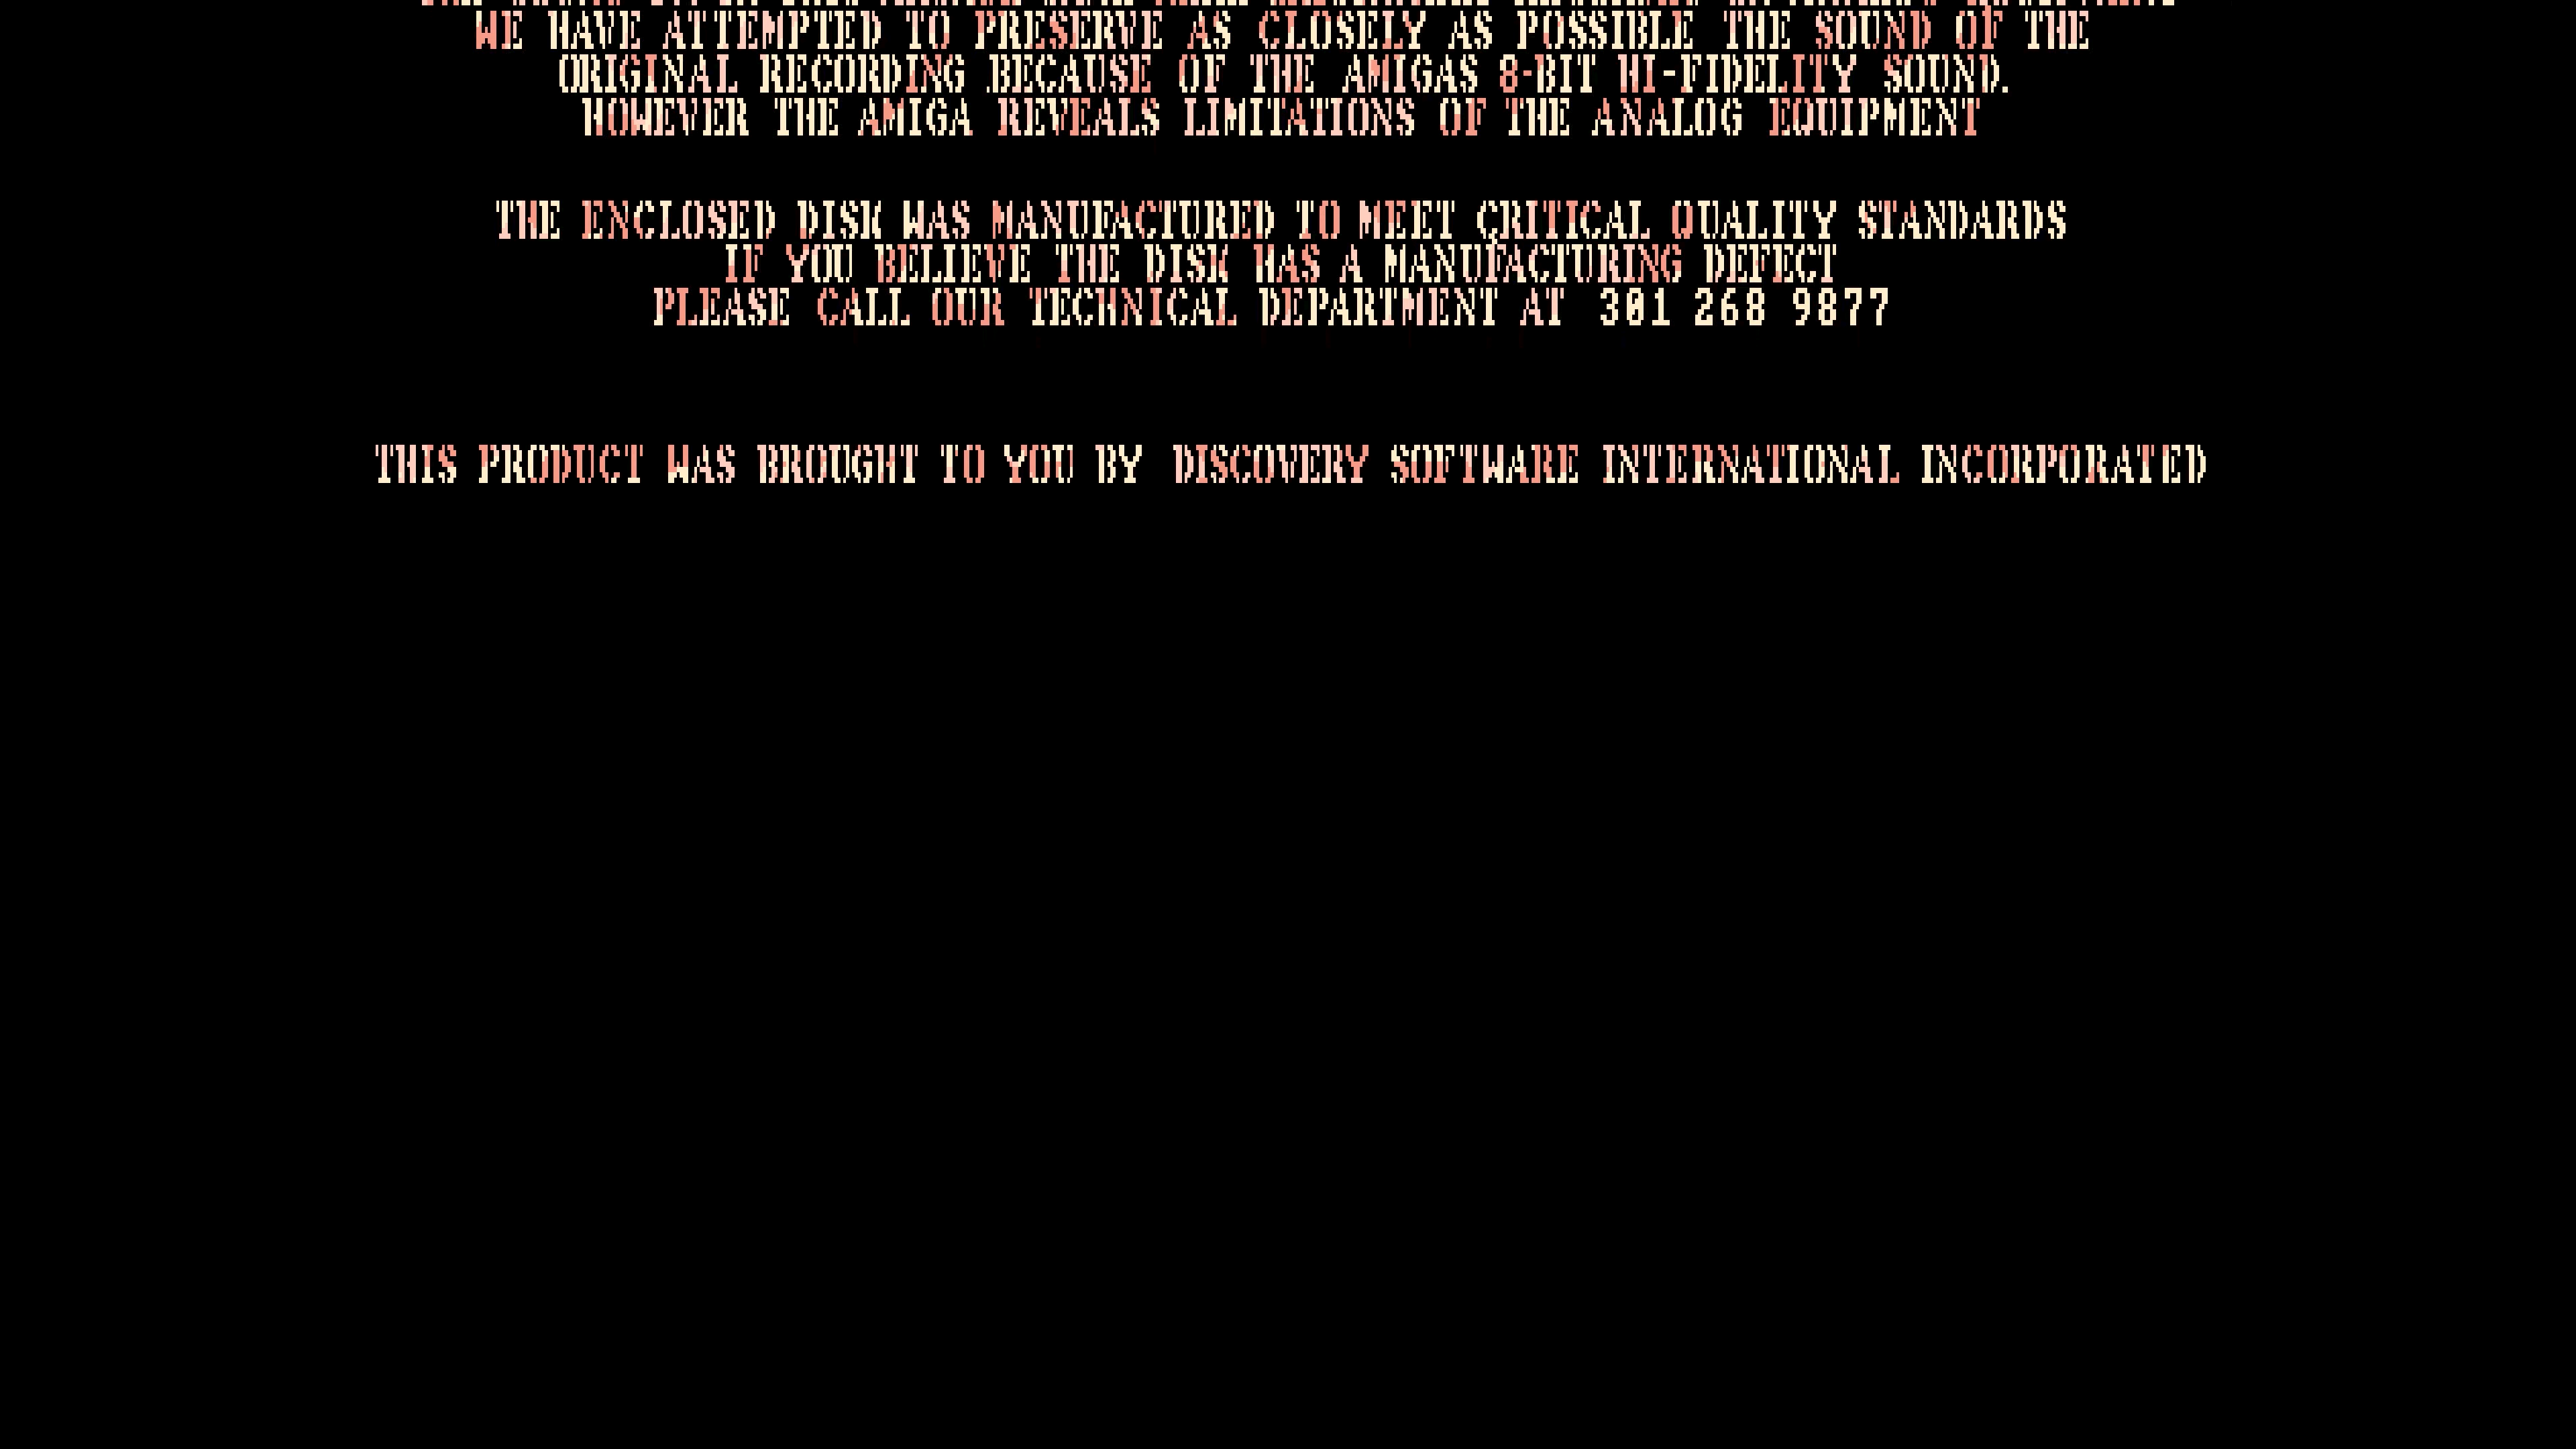 WE HAVE ATTEMPTED TO PRESERVE AS CLOSELY AS POSSIBLE THE SOUND OF THE
ORIGINAL RECORDING BECAUSE OF THE AMIGAS 8-BIT HI-FIDELITY SOUND.
HOWEVER THE AMIGA REVEALS LIMITATIONS OF THE ANALOG EQUIPMENT
THE ENCLOSED DISK WAS MANUFACTURED TO MEET CRITICAL QUALITY STANDARDS
IF YOU BELIEVE THE DISK HAS A MANUFACTURING DEFECT
PLEASE CALL OUR TECHNICAL DEPARTMENT AT 301 268 9877
THIS PRODUCT WAS BROUGHT TO YOU BY DISCOVERY SOFTWARE INTERNATIONAL INCORPORATED